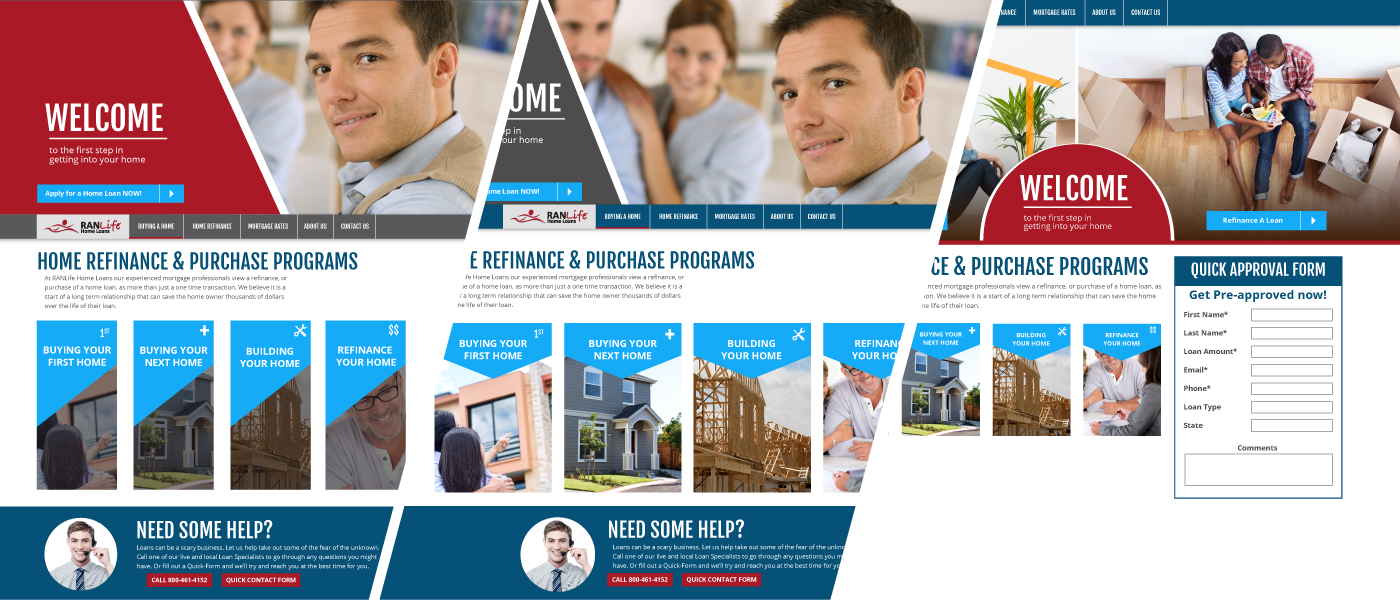 WELCOME
to the first step in
getting into your home
Apply for a Home Loan NOW!
RANLife
Home Loans
BUYING A HOME
HOME REFINANCE
MORTGAGE RATES
ABOUT US
CONTACT US
HOME REFINANCE & PURCHASE PROGRAMS
At RANLife Home Loans our experienced mortgage professionals view a refinance, or
purchase of a home loan, as more than just a one time transaction. We believe it is a
start of a long term relationship that can save the home owner thousands of dollars
over the life of their loan.
1ST
BUYING YOUR
FIRST HOME
BUYING YOUR
NEXT HOME
BUILDING
YOUR HOME
$$
REFINANCE
YOUR HOME
NEED SOME HELP?
Loans can be a scary business. Let us help take out some of the fear of the unknown.
Call one of our live and local Loan Specialists to go through any questions you might
have. Or fill out a Quick-Form and we'll try and reach you at the best time for you.
CALL 800-461-4152
QUICK CONTACT FORM
OME
p in
our home
ome Loan NOW!
RANLife
Home Loans
BUYING A HOME
HOME REFINANCE
MORTGAGE RATES
ABOUT US
CONTACT US
E REFINANCE & PURCHASE PROGRAMS
fe Home Loans our experienced mortgage professionals view a refinance, or
of a home loan, as more than just a one time transaction. We believe it is a
a long term relationship that can save the home owner thousands of dollars
e life of their loan.
1ST
BUYING YOUR
FIRST HOME
BUYING YOUR
NEXT HOME
BUILDING
YOUR HOME
REFINAN
YOUR HO
NEED SOME HELP?
Loans can be a scary business. Let us help take out some of the fear of the unkno
Call one of our live and local Loan Specialists to go through any questions you m
have. Or fill out a Quick-Form and we'll try and reach you at the best time for yo
CALL 800-461-4152
QUICK CONTACT FORM
NANCE
MORTGAGE RATES
ABOUT US
CONTACT US
WELCOME
to the first step in
getting into your home
Refinance A Loan
CE & PURCHASE PROGRAMS
nced mortgage professionals view a refinance, or purchase of a home loan, as
on. We believe it is a start of a long term relationship that can save the home
of their loan.
BUYING YOUR
NEXT HOME
BUILDING
YOUR HOME
$$
REFINANCE
YOUR HOME
QUICK APPROVAL FORM
Get Pre-approved now!
First Name*
Last Name*
Loan Amount*
Email*
Phone*
Loan Type
State
Comments